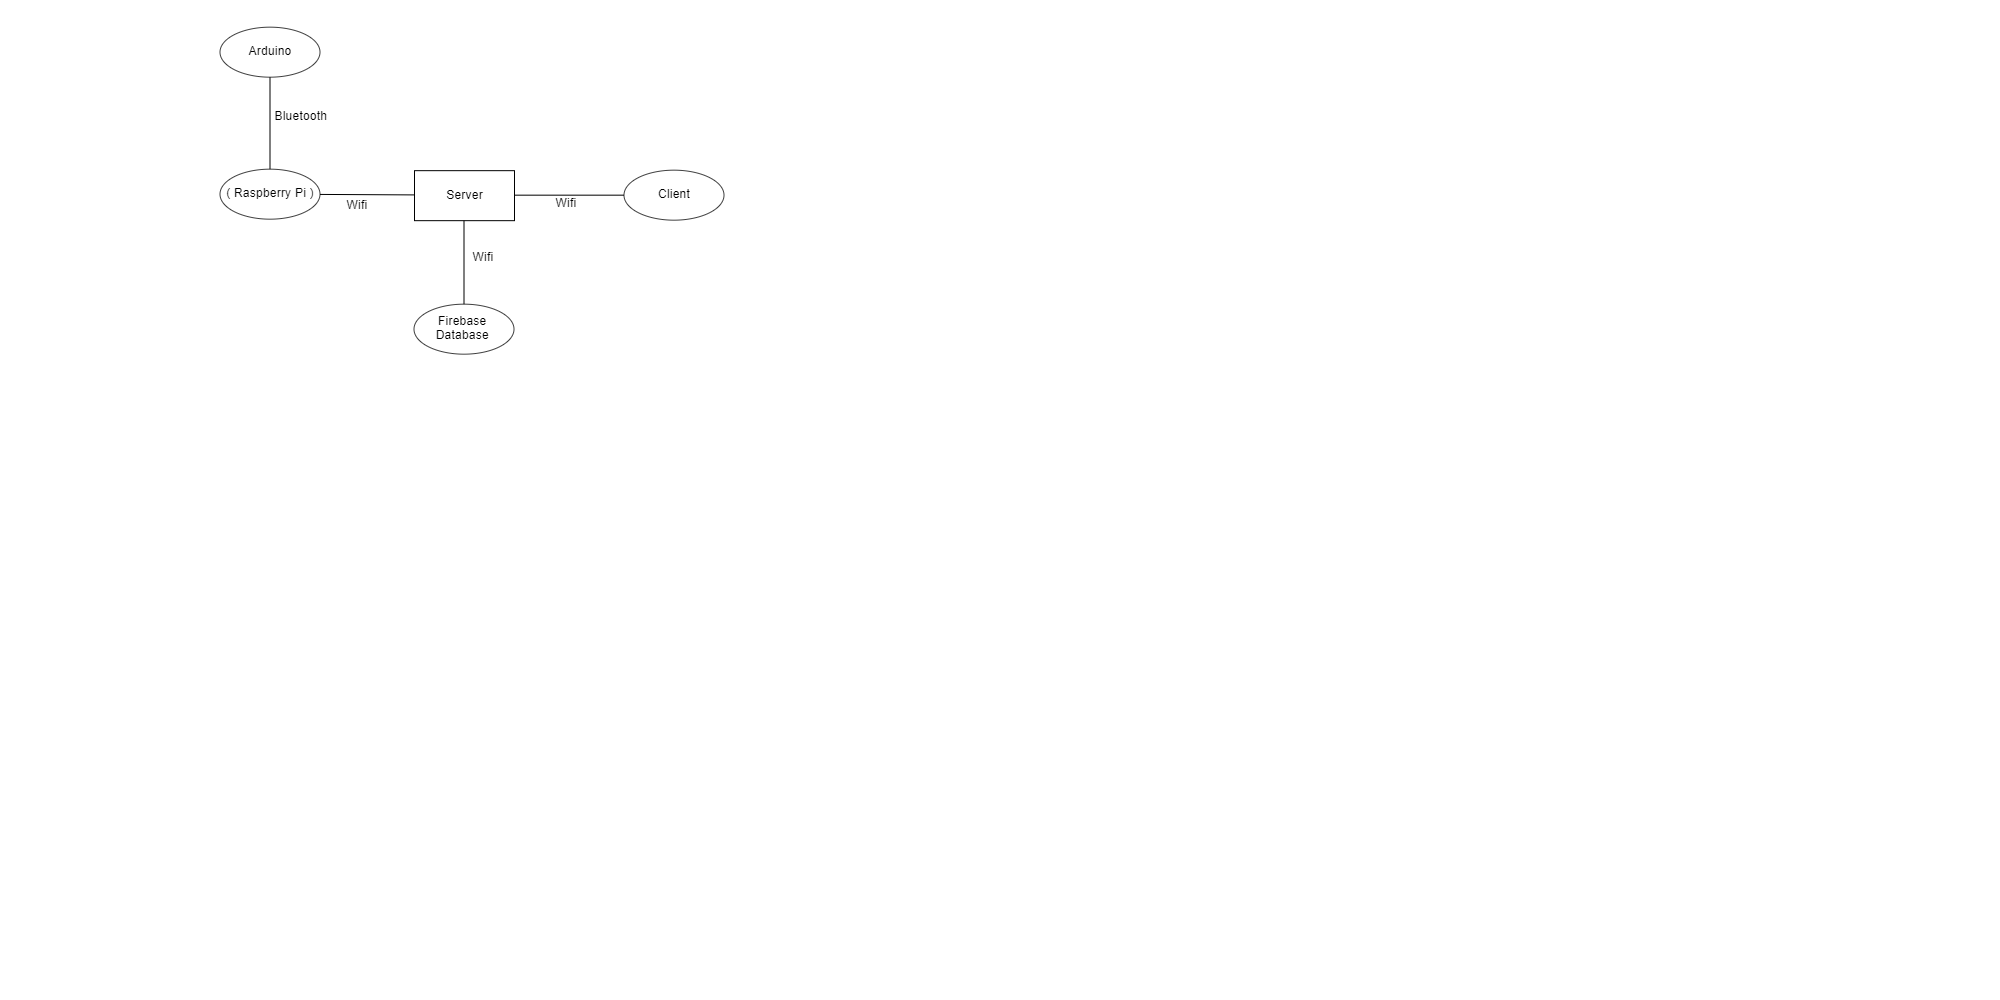 Arduino
Bluetooth
( Raspberry Pi )
Wifi
Server
Wifi
Client
Wifi
Firebase
Database